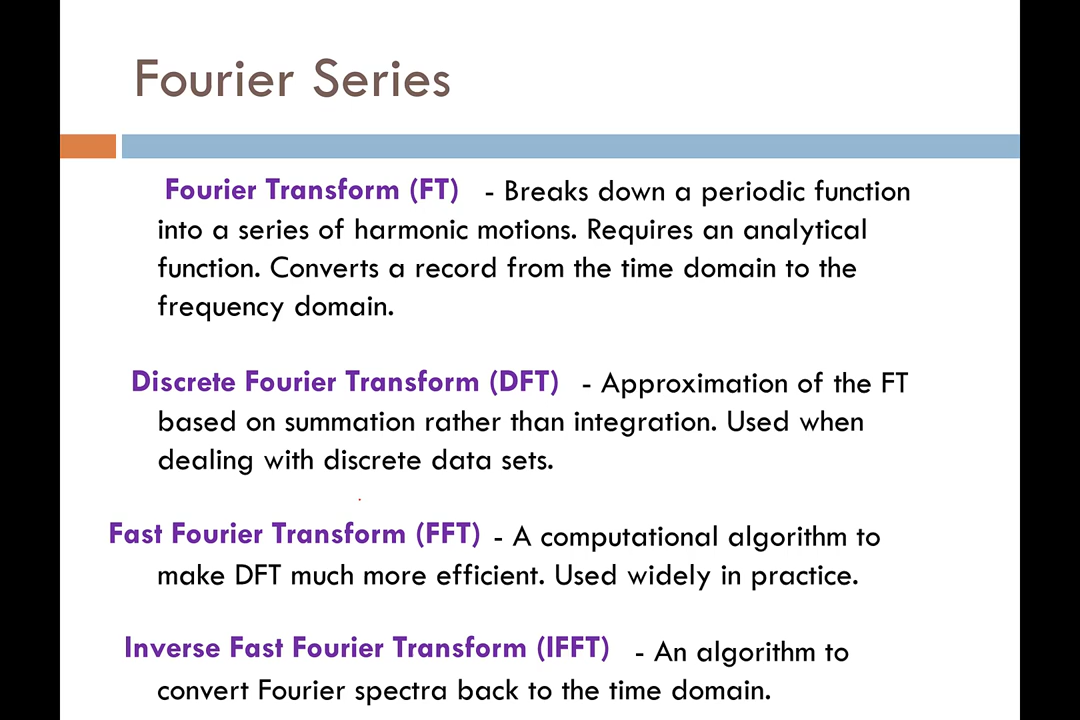 Fourier Series
Fourier Transform (FT) - Breaks down a periodic function
into a series of harmonic motions. Requires an analytical
function. Converts a record from the time domain to the
frequency domain.
Discrete Fourier Transform (DFT) - Approximation of the FT
based on summation rather than integration. Used when
dealing with discrete data sets.
Fast Fourier Transform (FFT) - A computational algorithm to
make DFT much more efficient. Used widely in practice.
Inverse Fast Fourier Transform (IFFT) - An algorithm to
convert Fourier spectra back to the time domain.